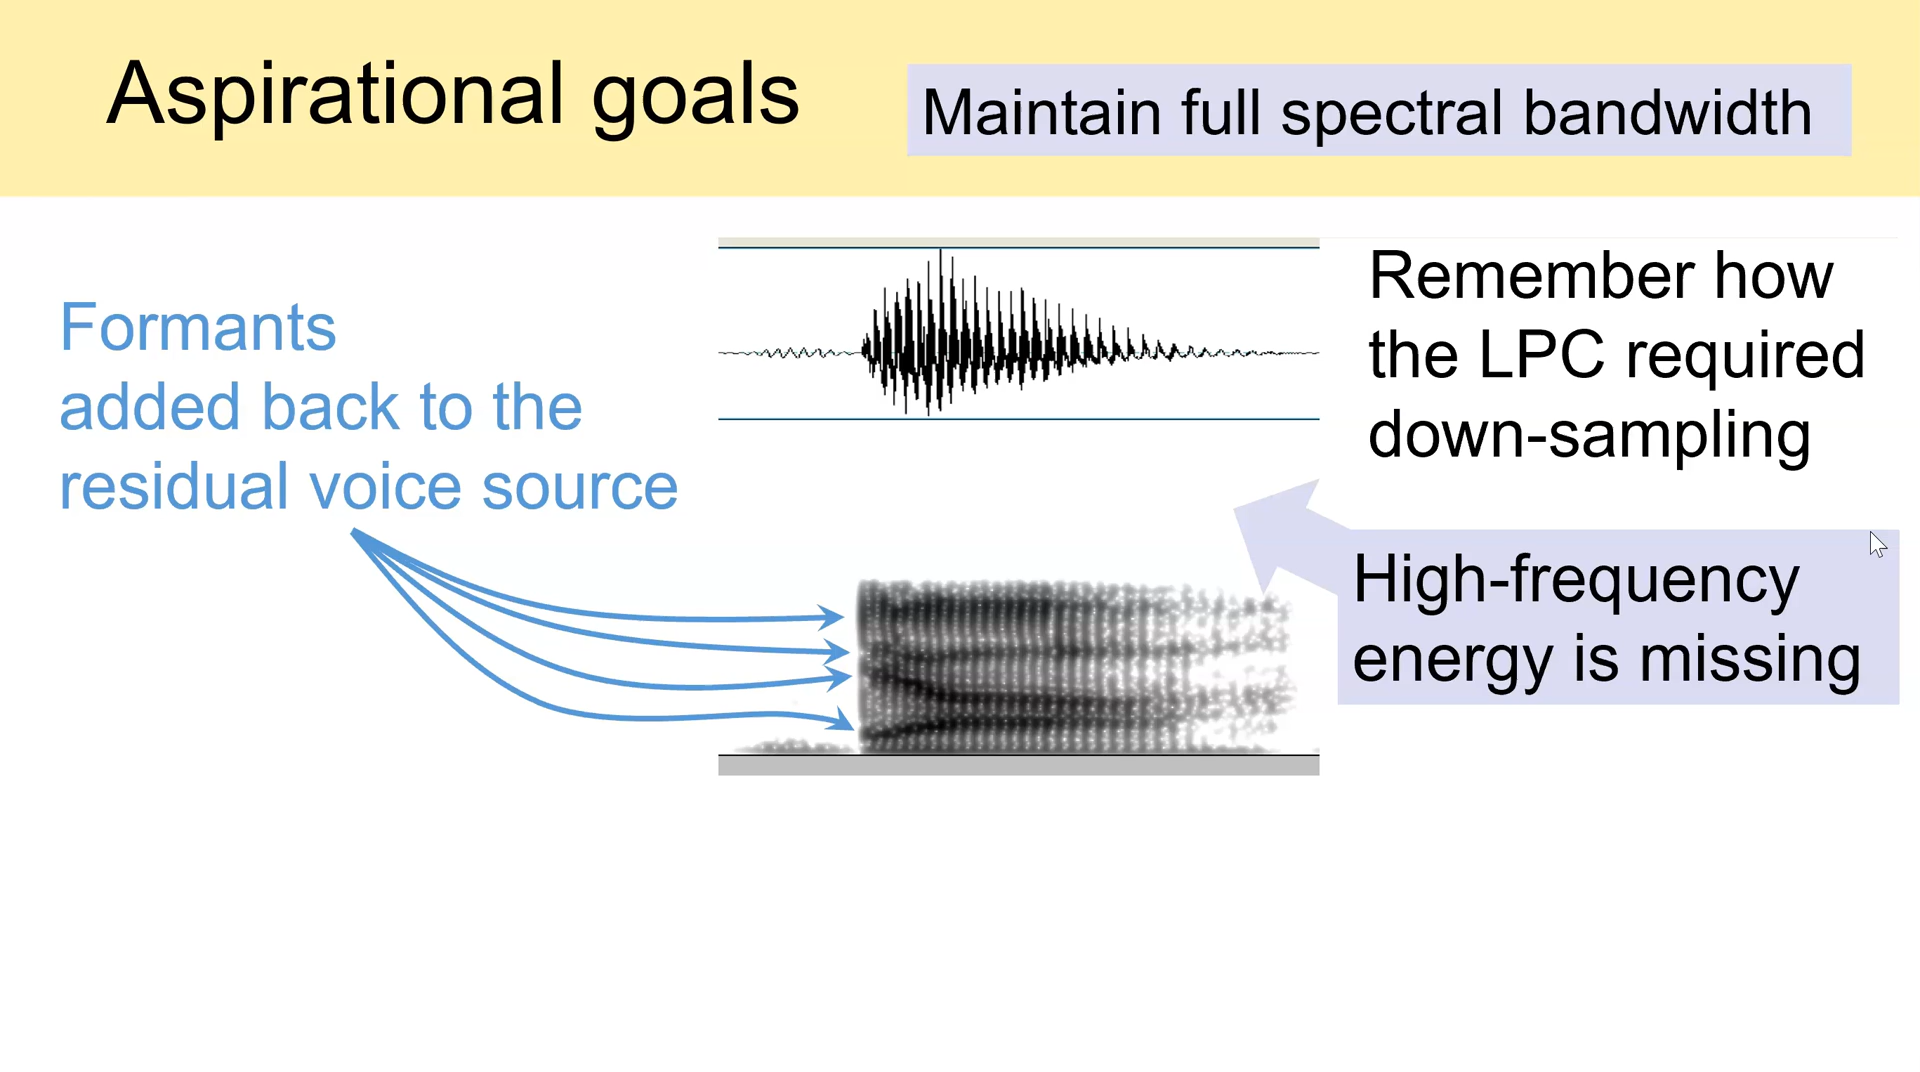 Aspirational goals
Maintain full spectral bandwidth
Formants
added back to the
residual voice source
Remember how
the LPC required
down-sampling
High-frequency
energy is missing